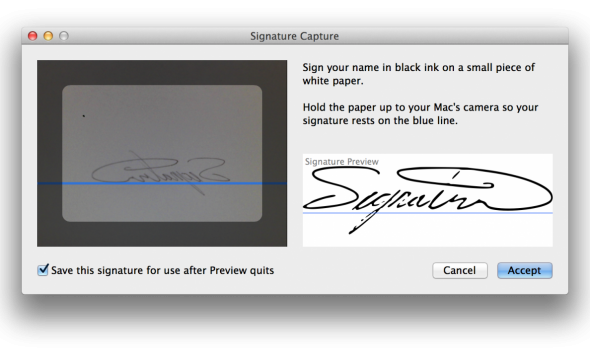 Signature Capture
Sign your name in black ink on a small piece of
white paper.
Hold the paper up to your Mac's camera so your
signature rests on the blue line.
Signature Preview
Signature
Save this signature for use after Preview quits
Cancel
Accept